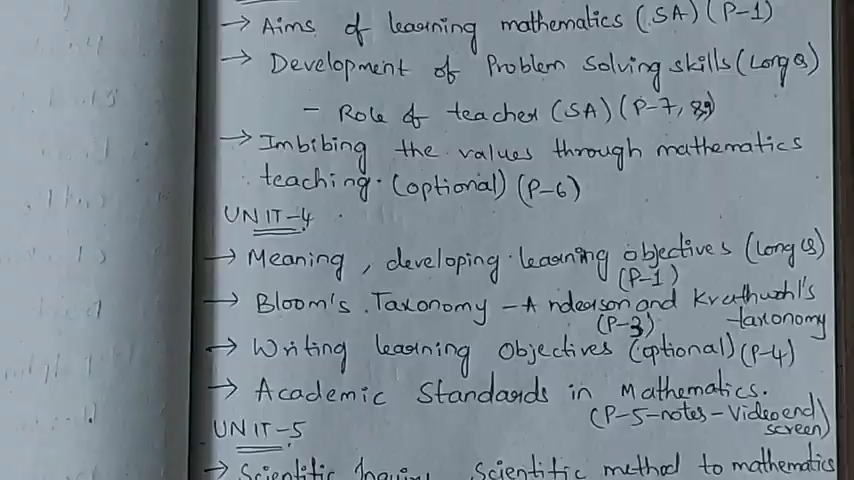 → Aims of learning mathematics (SA) (P-1)
→ Development of Problem Solving skills (Long Q)
- Role of teacher (SA) (P-7,
→ Imbibing the values through mathematics
teaching. (optional) (P-6)
UNIT-4
→ Meaning, developing learning objectives (Long Q)
(P-1)
→ Bloom's Taxonomy - Anderson and Krathwohl's
(P-3) taxonomy
→ Writing learning Objectives (optional) (P-4)
→ Academic Standards in Mathematics.
(P-5-notes-Video end
screen)
UNIT-5
→ Scientific Inquiry, Scientific method to mathematics